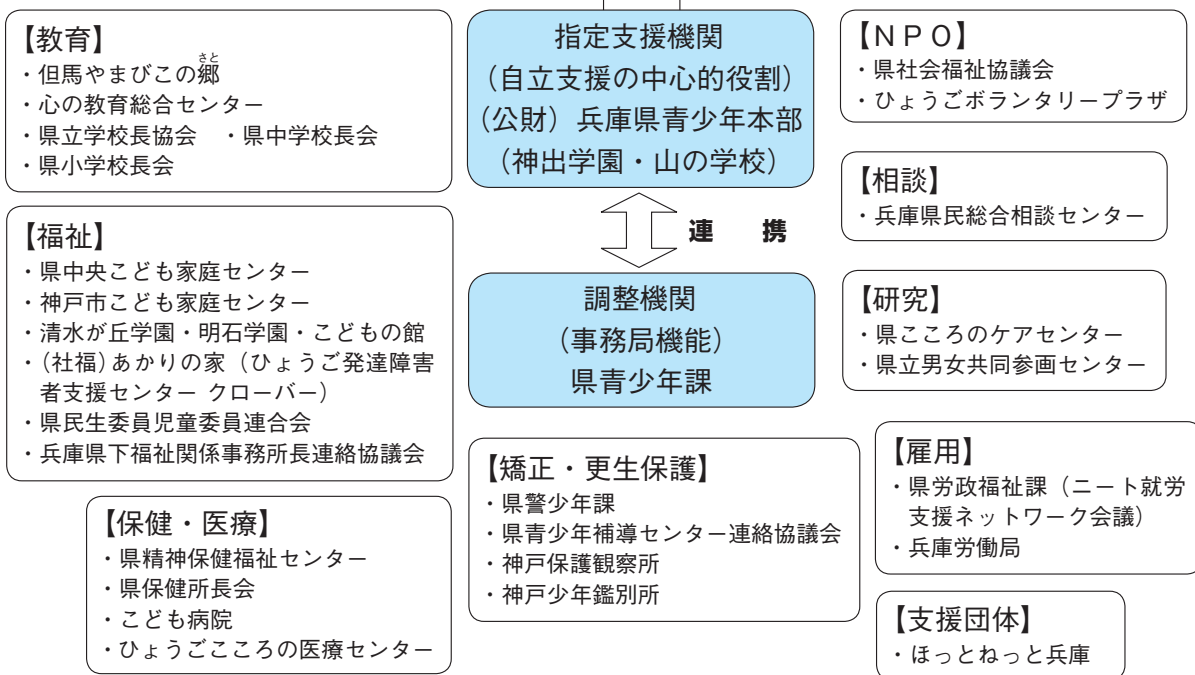 【教育】
・但馬やまびこの郷
さと
・心の教育総合センター
・県立学校長協会　・県中学校長会
・県小学校長会
【福祉】
・県中央こども家庭センター
・神戸市こども家庭センター
・清水が丘学園・明石学園・こどもの館
・(社福)あかりの家（ひょうご発達障害
者支援センター クローバー）
・県民生委員児童委員連合会
・兵庫県下福祉関係事務所長連絡協議会
【保健・医療】
・県精神保健福祉センター
・県保健所長会
・こども病院
・ひょうごこころの医療センター
指定支援機関
（自立支援の中心的役割）
（公財）兵庫県青少年本部
（神出学園・山の学校）
連　携
調整機関
（事務局機能）
県青少年課
【矯正・更生保護】
・県警少年課
・県青少年補導センター連絡協議会
・神戸保護観察所
・神戸少年鑑別所
【ＮＰＯ】
・県社会福祉協議会
・ひょうごボランタリープラザ
【相談】
・兵庫県民総合相談センター
【研究】
・県こころのケアセンター
・県立男女共同参画センター
【雇用】
・県労政福祉課（ニート就労
支援ネットワーク会議）
・兵庫労働局
【支援団体】
・ほっとねっと兵庫